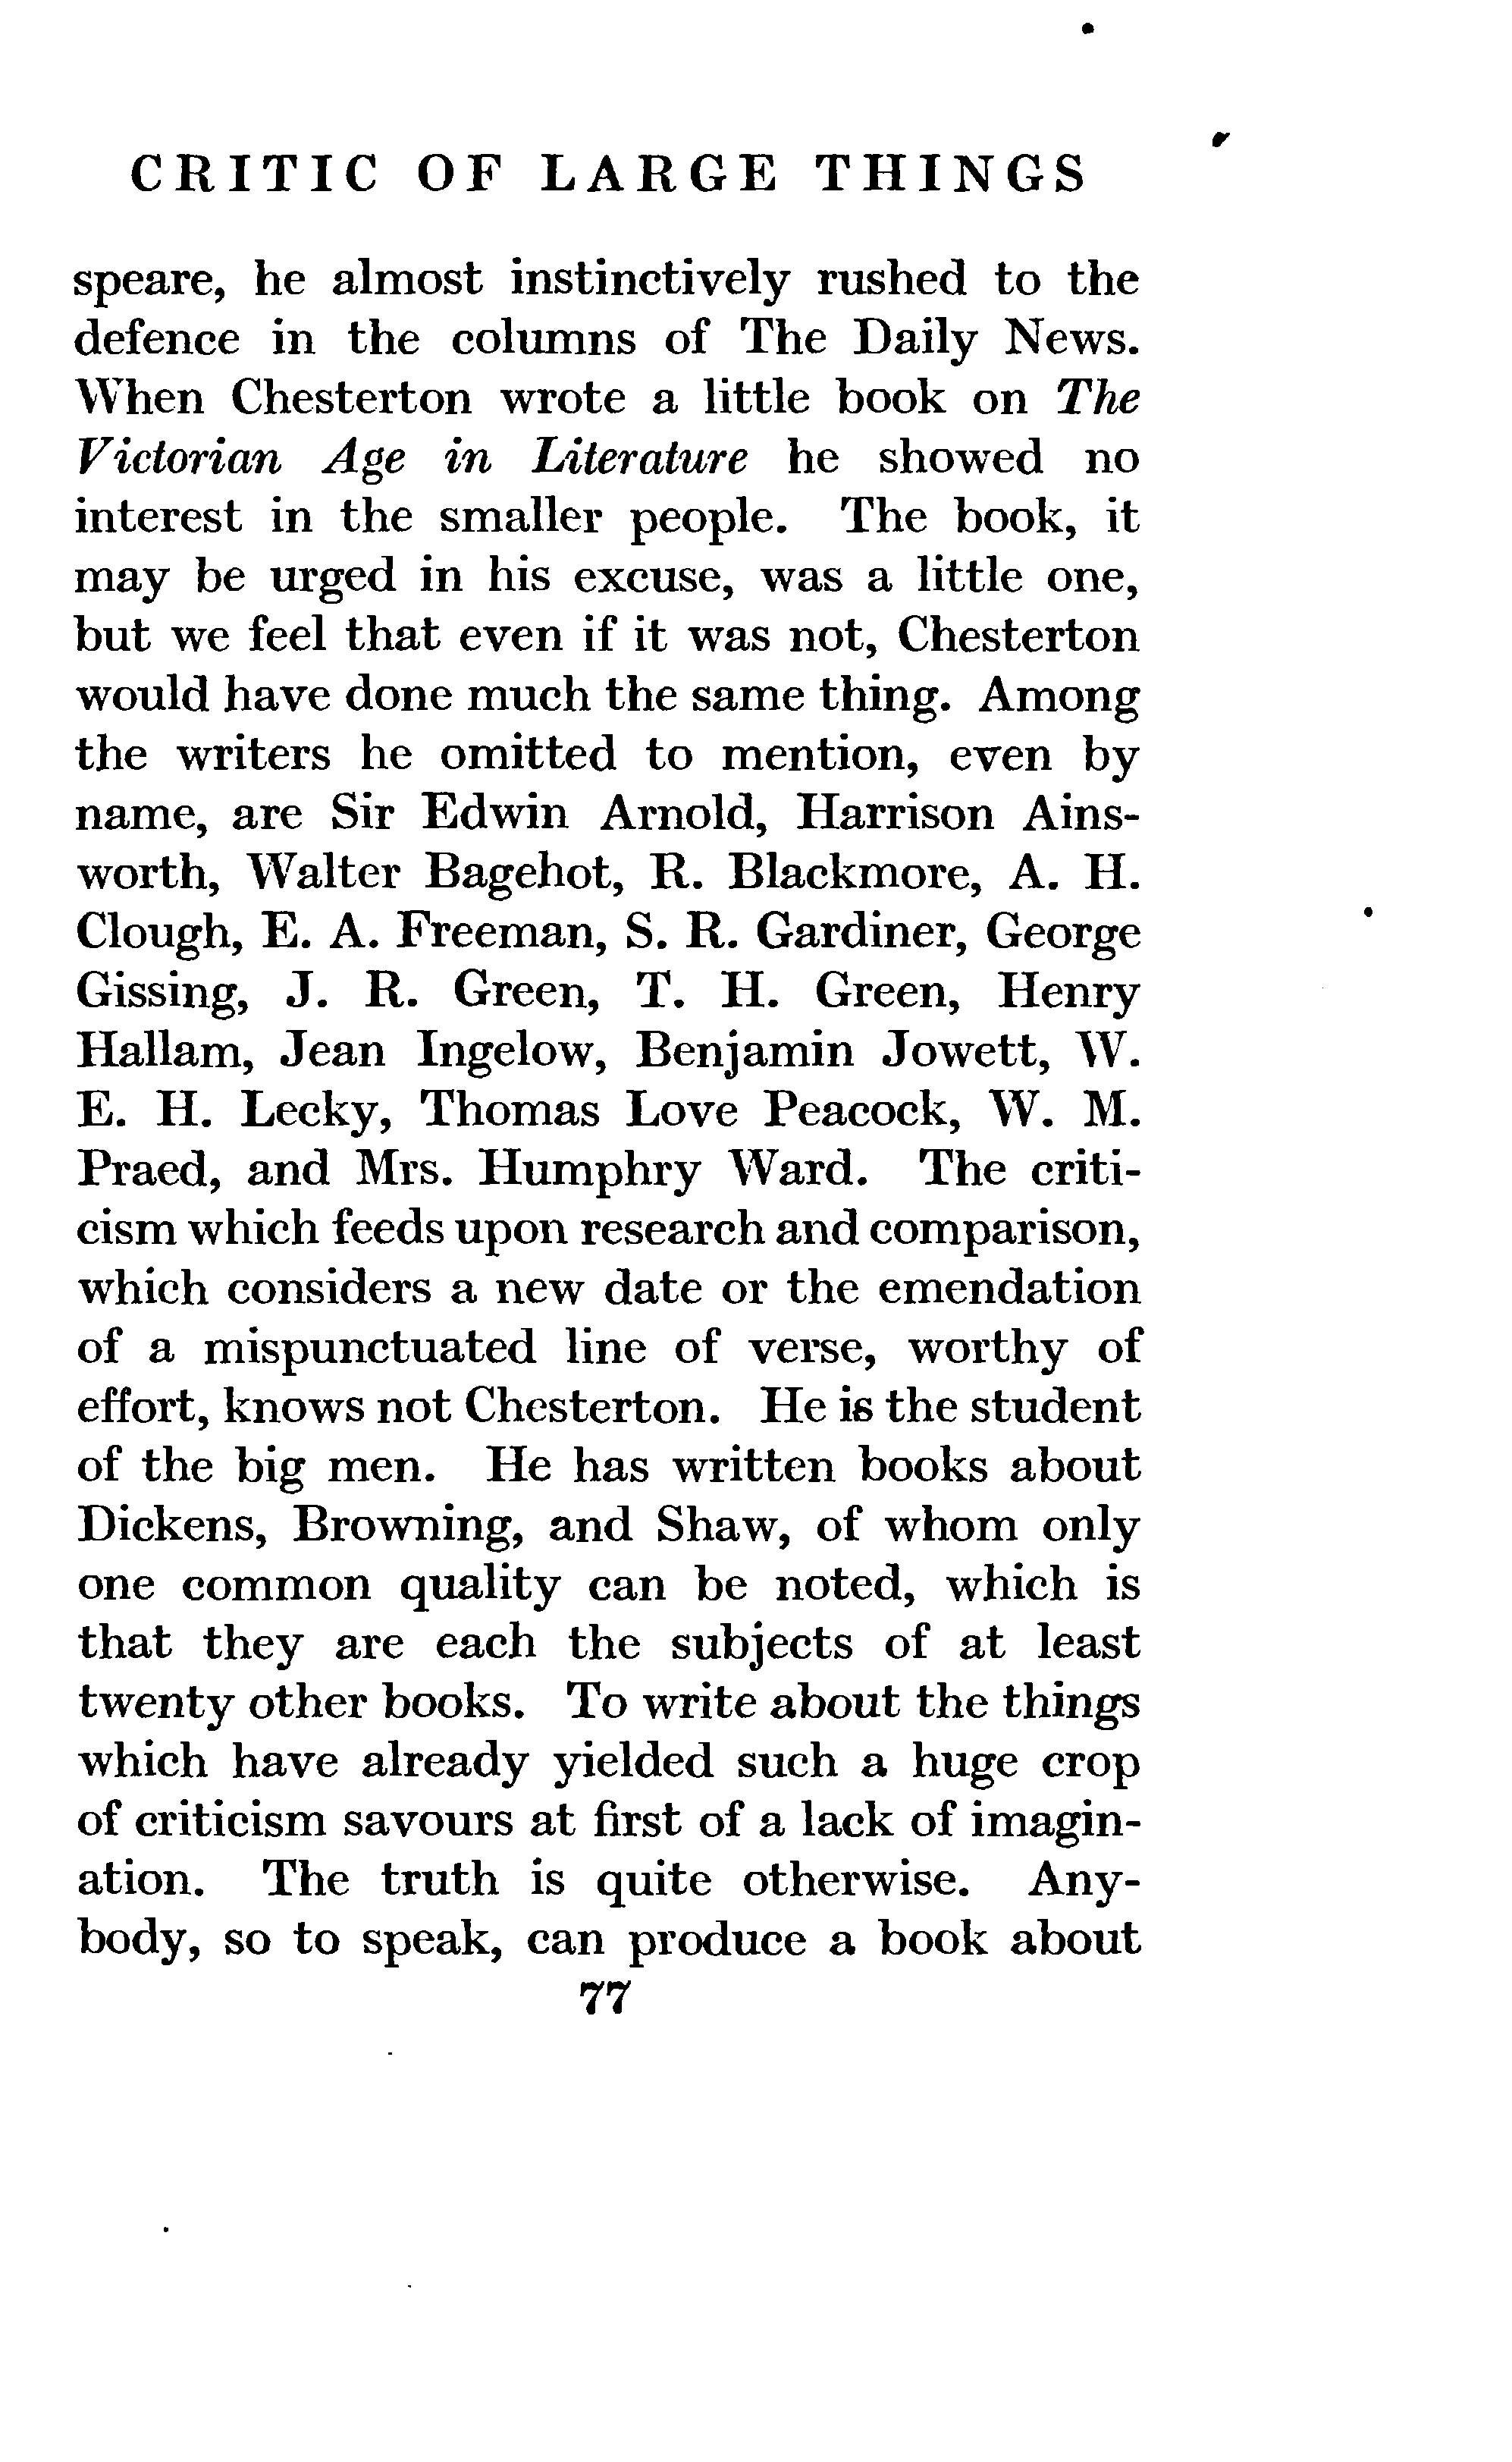 CRITIC OF LARGE THINGS
speare, he almost instinctively rushed to the
defence in the columns of The Daily News.
When Chesterton wrote a little book on The
Victorian Age in Literature he showed no
interest in the smaller people. The book, it
may be urged in his excuse, was a little one,
but we feel that even if it was not, Chesterton
would have done much the same thing. Among
the writers he omitted to mention, even by
name, are Sir Edwin Arnold, Harrison Ains-
worth, Walter Bagehot, R. Blackmore, A. H.
Clough, E. A. Freeman, S. R. Gardiner, George
Gissing, J. R. Green, T. H. Green, Henry
Hallam, Jean Ingelow, Benjamin Jowett, W.
E. H. Lecky, Thomas Love Peacock, W. M.
Praed, and Mrs. Humphry Ward. The criti-
cism which feeds upon research and comparison,
which considers a new date or the emendation
of a mispunctuated line of verse, worthy of
effort, knows not Chesterton. He is the student
of the big men. He has written books about
Dickens, Browning, and Shaw, of whom only
one common quality can be noted, which is
that they are each the subjects of at least
twenty other books. To write about the things
which have already yielded such a huge crop
of criticism savours at first of a lack of imagin-
ation. The truth is quite otherwise. Any-
body, so to speak, can produce a book about
77